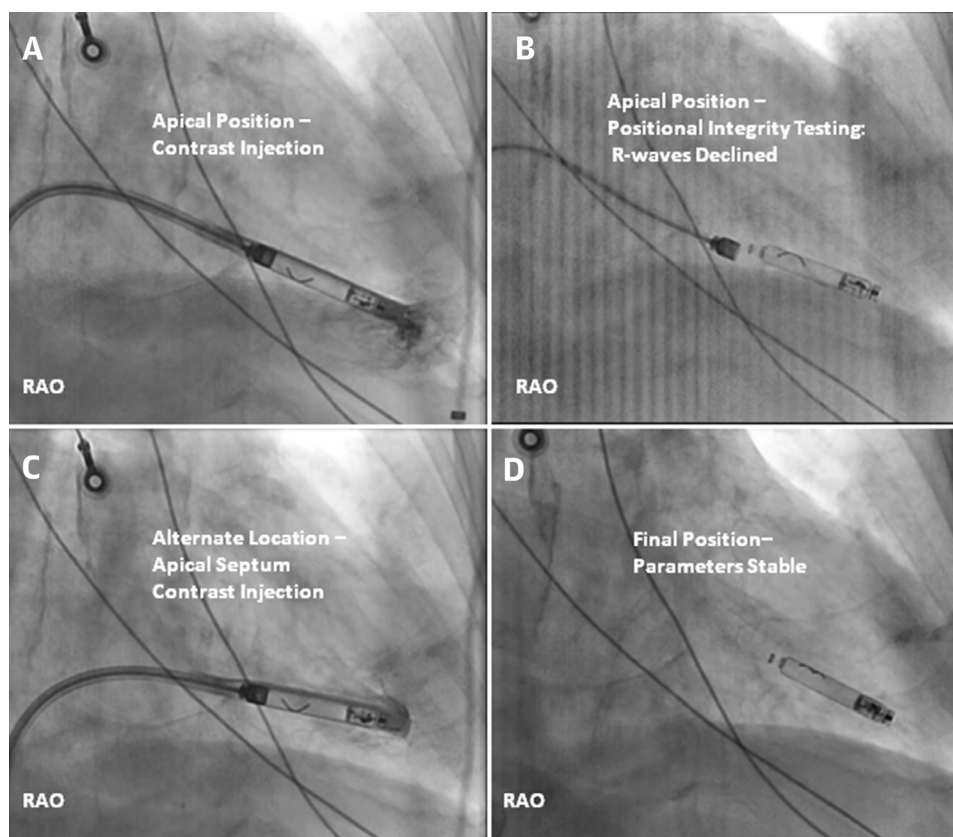 A
Apical Position –
Contrast Injection
RAO
B
Apical Position –
Positional Integrity Testing:
R-waves Declined
RAO
C
Alternate Location –
Apical Septum
Contrast Injection
RAO
D
Final Position–
Parameters Stable
RAO